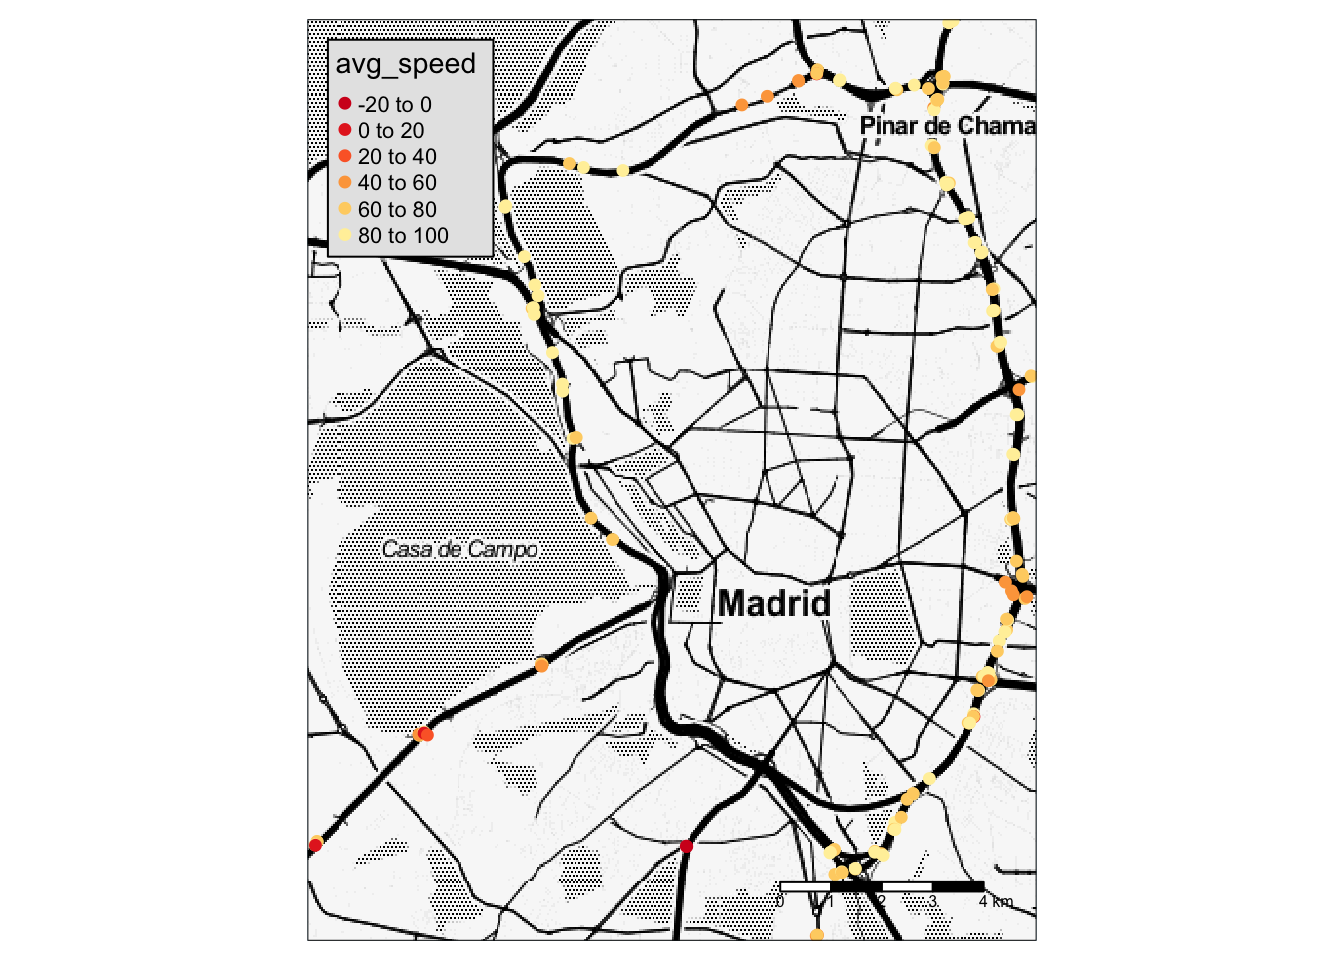 avg_speed
-20 to 0
0 to 20
20 to 40
40 to 60
60 to 80
80 to 100
Pinar de Chama
Casa de Campo
Madrid
0 1 2 3 4 km